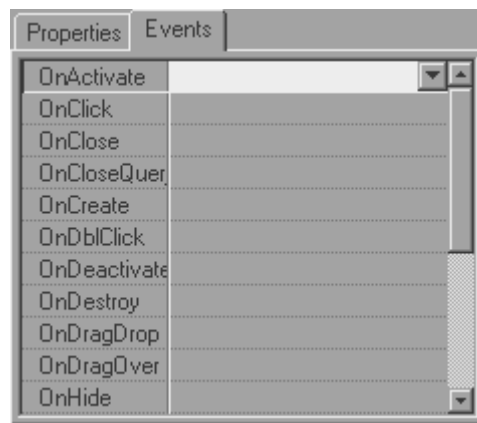 Properties Events
OnActivate
OnClick
OnClose
OnCloseQuer
OnCreate
OnDblClick
OnDeactivate
OnDestroy
OnDragDrop
OnDragOver
OnHide